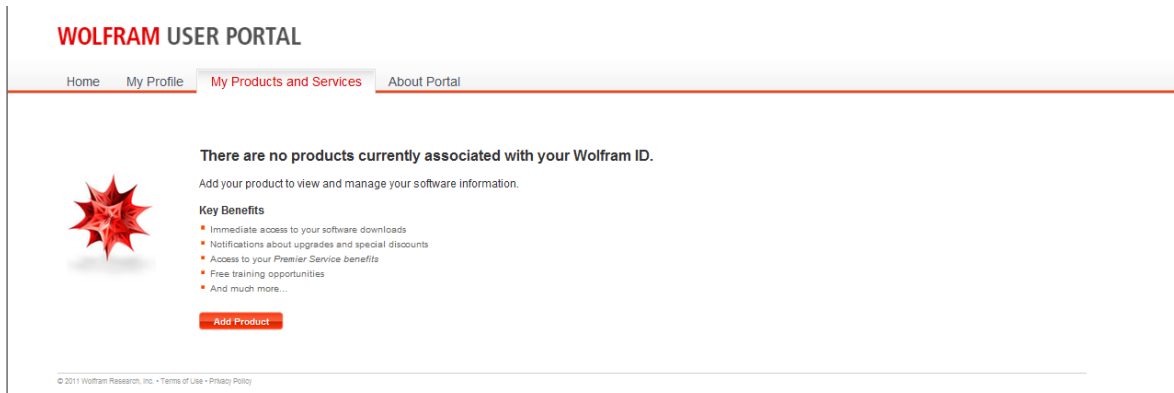 WOLFRAM USER PORTAL
Home My Profile My Products and Services About Portal
There are no products currently associated with your Wolfram ID.
Add your product to view and manage your software information.
Key Benefits
Immediate access to your software downloads
Notifications about upgrades and special discounts
Access to your Premier Service benefits
Free training opportunities
And much more...
Add Product
© 2011 Wolfram Research, Inc. • Terms of Use • Privacy Policy